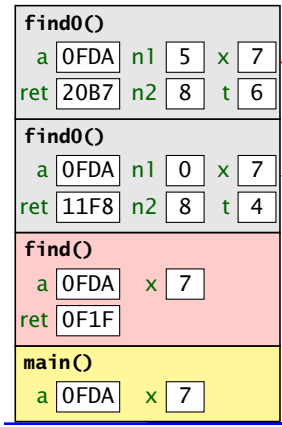 find0()
a 0FDA n1 5 x 7
ret 20B7 n2 8 t 6
find0()
a 0FDA n1 0 x 7
ret 11F8 n2 8 t 4
find()
a 0FDA x 7
ret 0F1F
main()
a 0FDA x 7